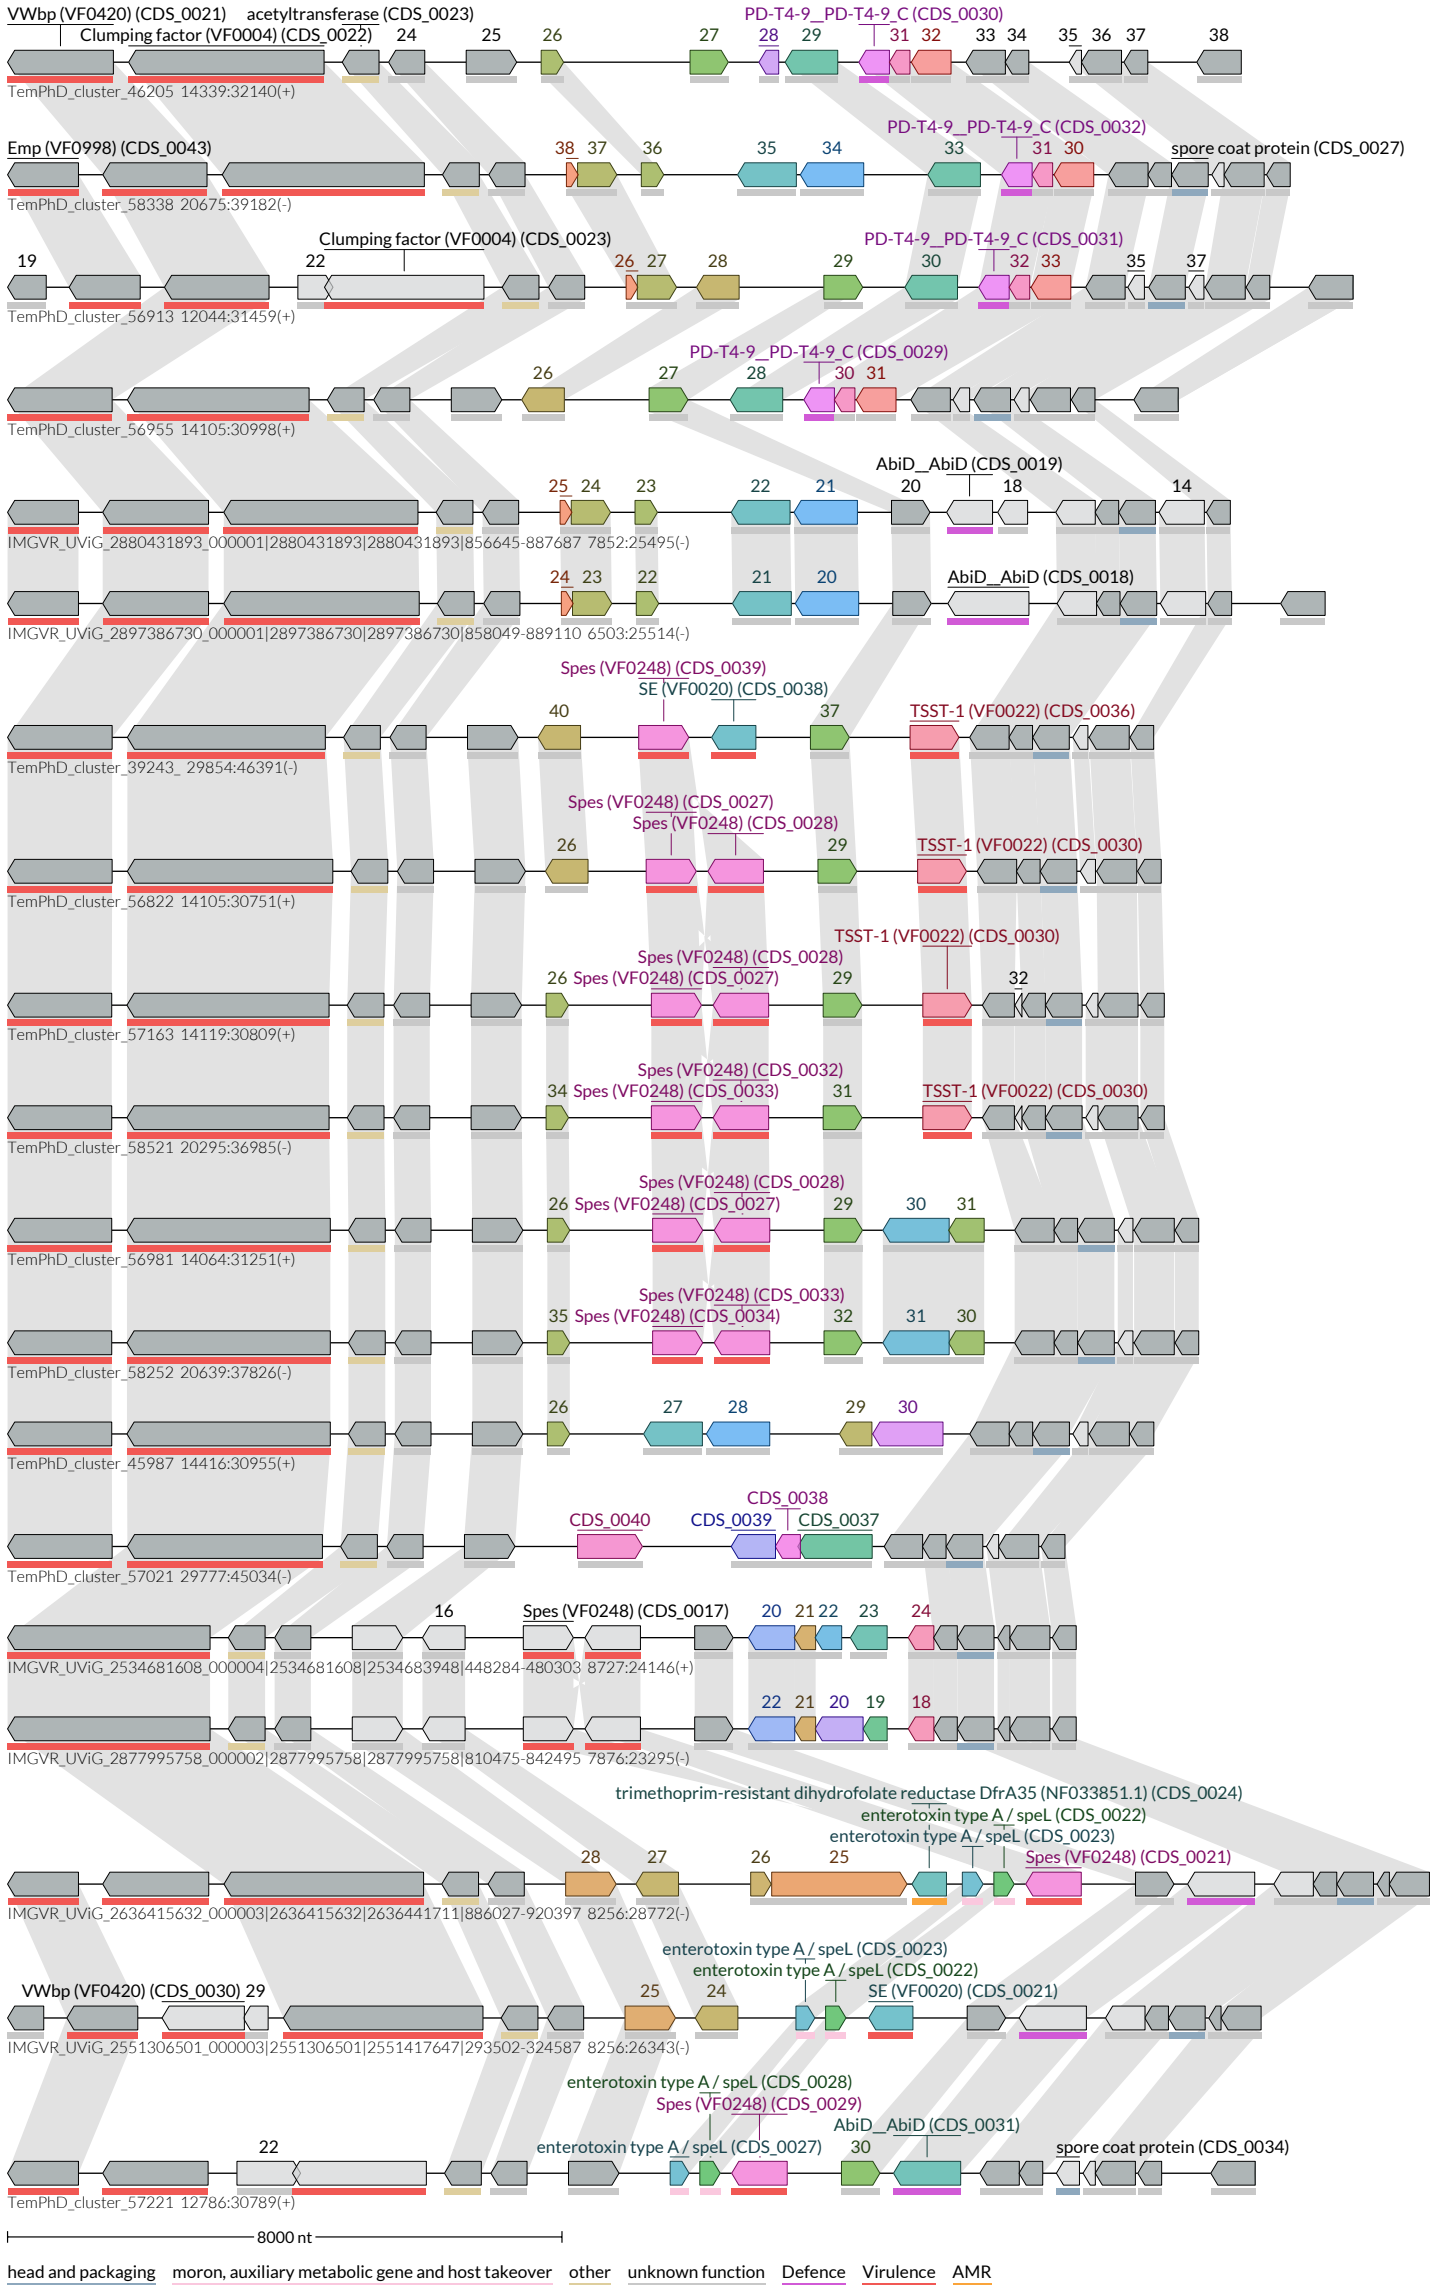 VWbp (VF0420) (CDS_0021) acetyltransferase (CDS_0023)
Clumping factor (VF0004) (CDS_0022) 24 25 26 27 28 PD-T4-9__PD-T4-9_C (CDS_0030) 29 31 32 33 34 35 36 37 38
TemPhD_cluster_46205 14339:32140(+)
PD-T4-9__PD-T4-9_C (CDS_0032)
Emp (VF0998) (CDS_0043) 38 37 36 35 34 33 31 30 spore coat protein (CDS_0027)
TemPhD_cluster_58338 20675:39182(-)
Clumping factor (VF0004) (CDS_0023) PD-T4-9__PD-T4-9_C (CDS_0031)
19 22 26 27 28 29 30 32 33 35 37
TemPhD_cluster_56913 12044:31459(+)
PD-T4-9__PD-T4-9_C (CDS_0029)
26 27 28 30 31
TemPhD_cluster_56955 14105:30998(+)
AbiD__AbiD (CDS_0019)
25 24 23 22 21 20 18 14
IMGVR_UViG_2880431893_000001|2880431893|2880431893|856645-887687 7852:25495(-)
24 23 22 21 20 AbiD__AbiD (CDS_0018)
IMGVR_UViG_2897386730_000001|2897386730|2897386730|858049-889110 6503:25514(-)
Spes (VF0248) (CDS_0039)
SE (VF0020) (CDS_0038)
40 37 TSST-1 (VF0022) (CDS_0036)
TemPhD_cluster_39243_ 29854:46391(-)
Spes (VF0248) (CDS_0027)
Spes (VF0248) (CDS_0028)
26 29 TSST-1 (VF0022) (CDS_0030)
TemPhD_cluster_56822 14105:30751(+)
TSST-1 (VF0022) (CDS_0030)
Spes (VF0248) (CDS_0028)
26 Spes (VF0248) (CDS_0027) 29 32
TemPhD_cluster_57163 14119:30809(+)
Spes (VF0248) (CDS_0032)
34 Spes (VF0248) (CDS_0033) 31 TSST-1 (VF0022) (CDS_0030)
TemPhD_cluster_58521 20295:36985(-)
Spes (VF0248) (CDS_0028)
26 Spes (VF0248) (CDS_0027) 29 30 31
TemPhD_cluster_56981 14064:31251(+)
Spes (VF0248) (CDS_0033)
35 Spes (VF0248) (CDS_0034) 32 31 30
TemPhD_cluster_58252 20639:37826(-)
26 27 28 29 30
TemPhD_cluster_45987 14416:30955(+)
CDS_0038
CDS_0040 CDS_0039 CDS_0037
TemPhD_cluster_57021 29777:45034(-)
16 Spes (VF0248) (CDS_0017) 20 21 22 23 24
IMGVR_UViG_2534681608_000004|2534681608|2534683948|448284-480303 8727:24146(+)
22 21 20 19 18
IMGVR_UViG_2877995758_000002|2877995758|2877995758|810475-842495 7876:23295(-)
trimethoprim-resistant dihydrofolate reductase DfrA35 (NF033851.1) (CDS_0024)
enterotoxin type A / speL (CDS_0022)
enterotoxin type A / speL (CDS_0023)
28 27 26 25 Spes (VF0248) (CDS_0021)
IMGVR_UViG_2636415632_000003|2636415632|2636441711|886027-920397 8256:28772(-)
enterotoxin type A / speL (CDS_0023)
enterotoxin type A / speL (CDS_0022)
VWbp (VF0420) (CDS_0030) 29 25 24 SE (VF0020) (CDS_0021)
IMGVR_UViG_2551306501_000003|2551306501|2551417647|293502-324587 8256:26343(-)
enterotoxin type A / speL (CDS_0028)
Spes (VF0248) (CDS_0029)
AbiD__AbiD (CDS_0031)
22 enterotoxin type A / speL (CDS_0027) 30 spore coat protein (CDS_0034)
TemPhD_cluster_57221 12786:30789(+)
8000 nt
head and packaging moron, auxiliary metabolic gene and host takeover other unknown function Defence Virulence AMR